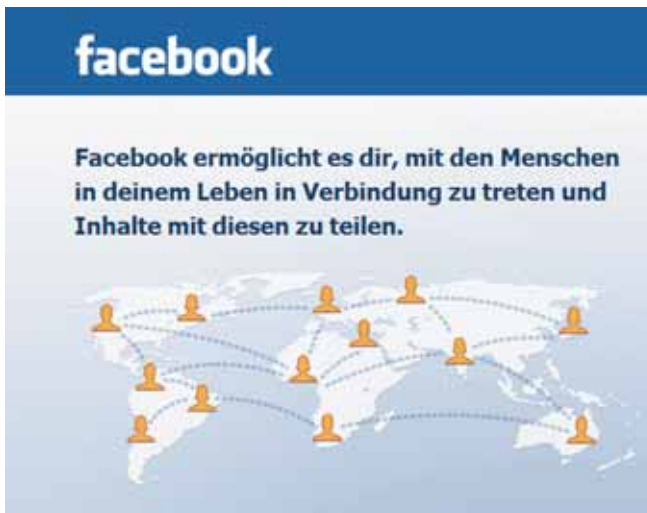 facebook
Facebook ermöglicht es dir, mit den Menschen
in deinem Leben in Verbindung zu treten und
Inhalte mit diesen zu teilen.